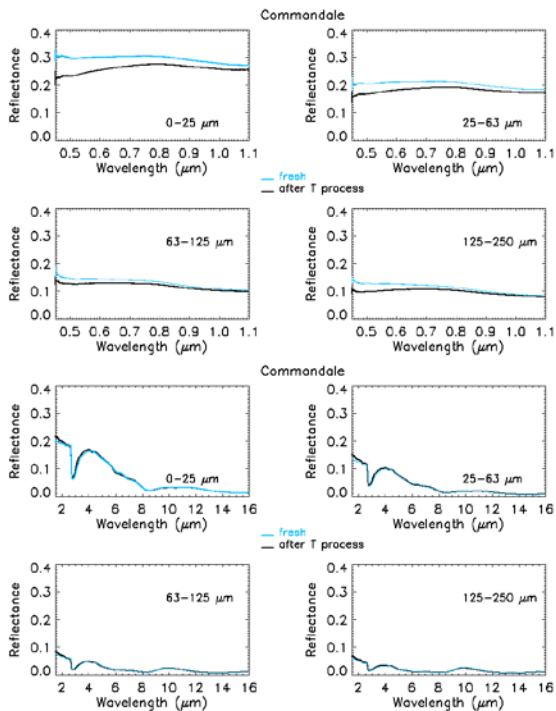 Commandale
Reflectance
0.4
0.3
0.2
0.1
0.0
0–25 μm
0.5 0.6 0.7 0.8 0.9 1.0 1.1
Wavelength (μm)
Reflectance
0.4
0.3
0.2
0.1
0.0
25–63 μm
0.5 0.6 0.7 0.8 0.9 1.0 1.1
Wavelength (μm)
fresh
after T process
Reflectance
0.4
0.3
0.2
0.1
0.0
63–125 μm
0.5 0.6 0.7 0.8 0.9 1.0 1.1
Wavelength (μm)
Reflectance
0.4
0.3
0.2
0.1
0.0
125–250 μm
0.5 0.6 0.7 0.8 0.9 1.0 1.1
Wavelength (μm)
Commandale
Reflectance
0.4
0.3
0.2
0.1
0.0
0–25 μm
2 4 6 8 10 12 14 16
Wavelength (μm)
Reflectance
0.4
0.3
0.2
0.1
0.0
25–63 μm
2 4 6 8 10 12 14 16
Wavelength (μm)
fresh
after T process
Reflectance
0.4
0.3
0.2
0.1
0.0
63–125 μm
2 4 6 8 10 12 14 16
Wavelength (μm)
Reflectance
0.4
0.3
0.2
0.1
0.0
125–250 μm
2 4 6 8 10 12 14 16
Wavelength (μm)